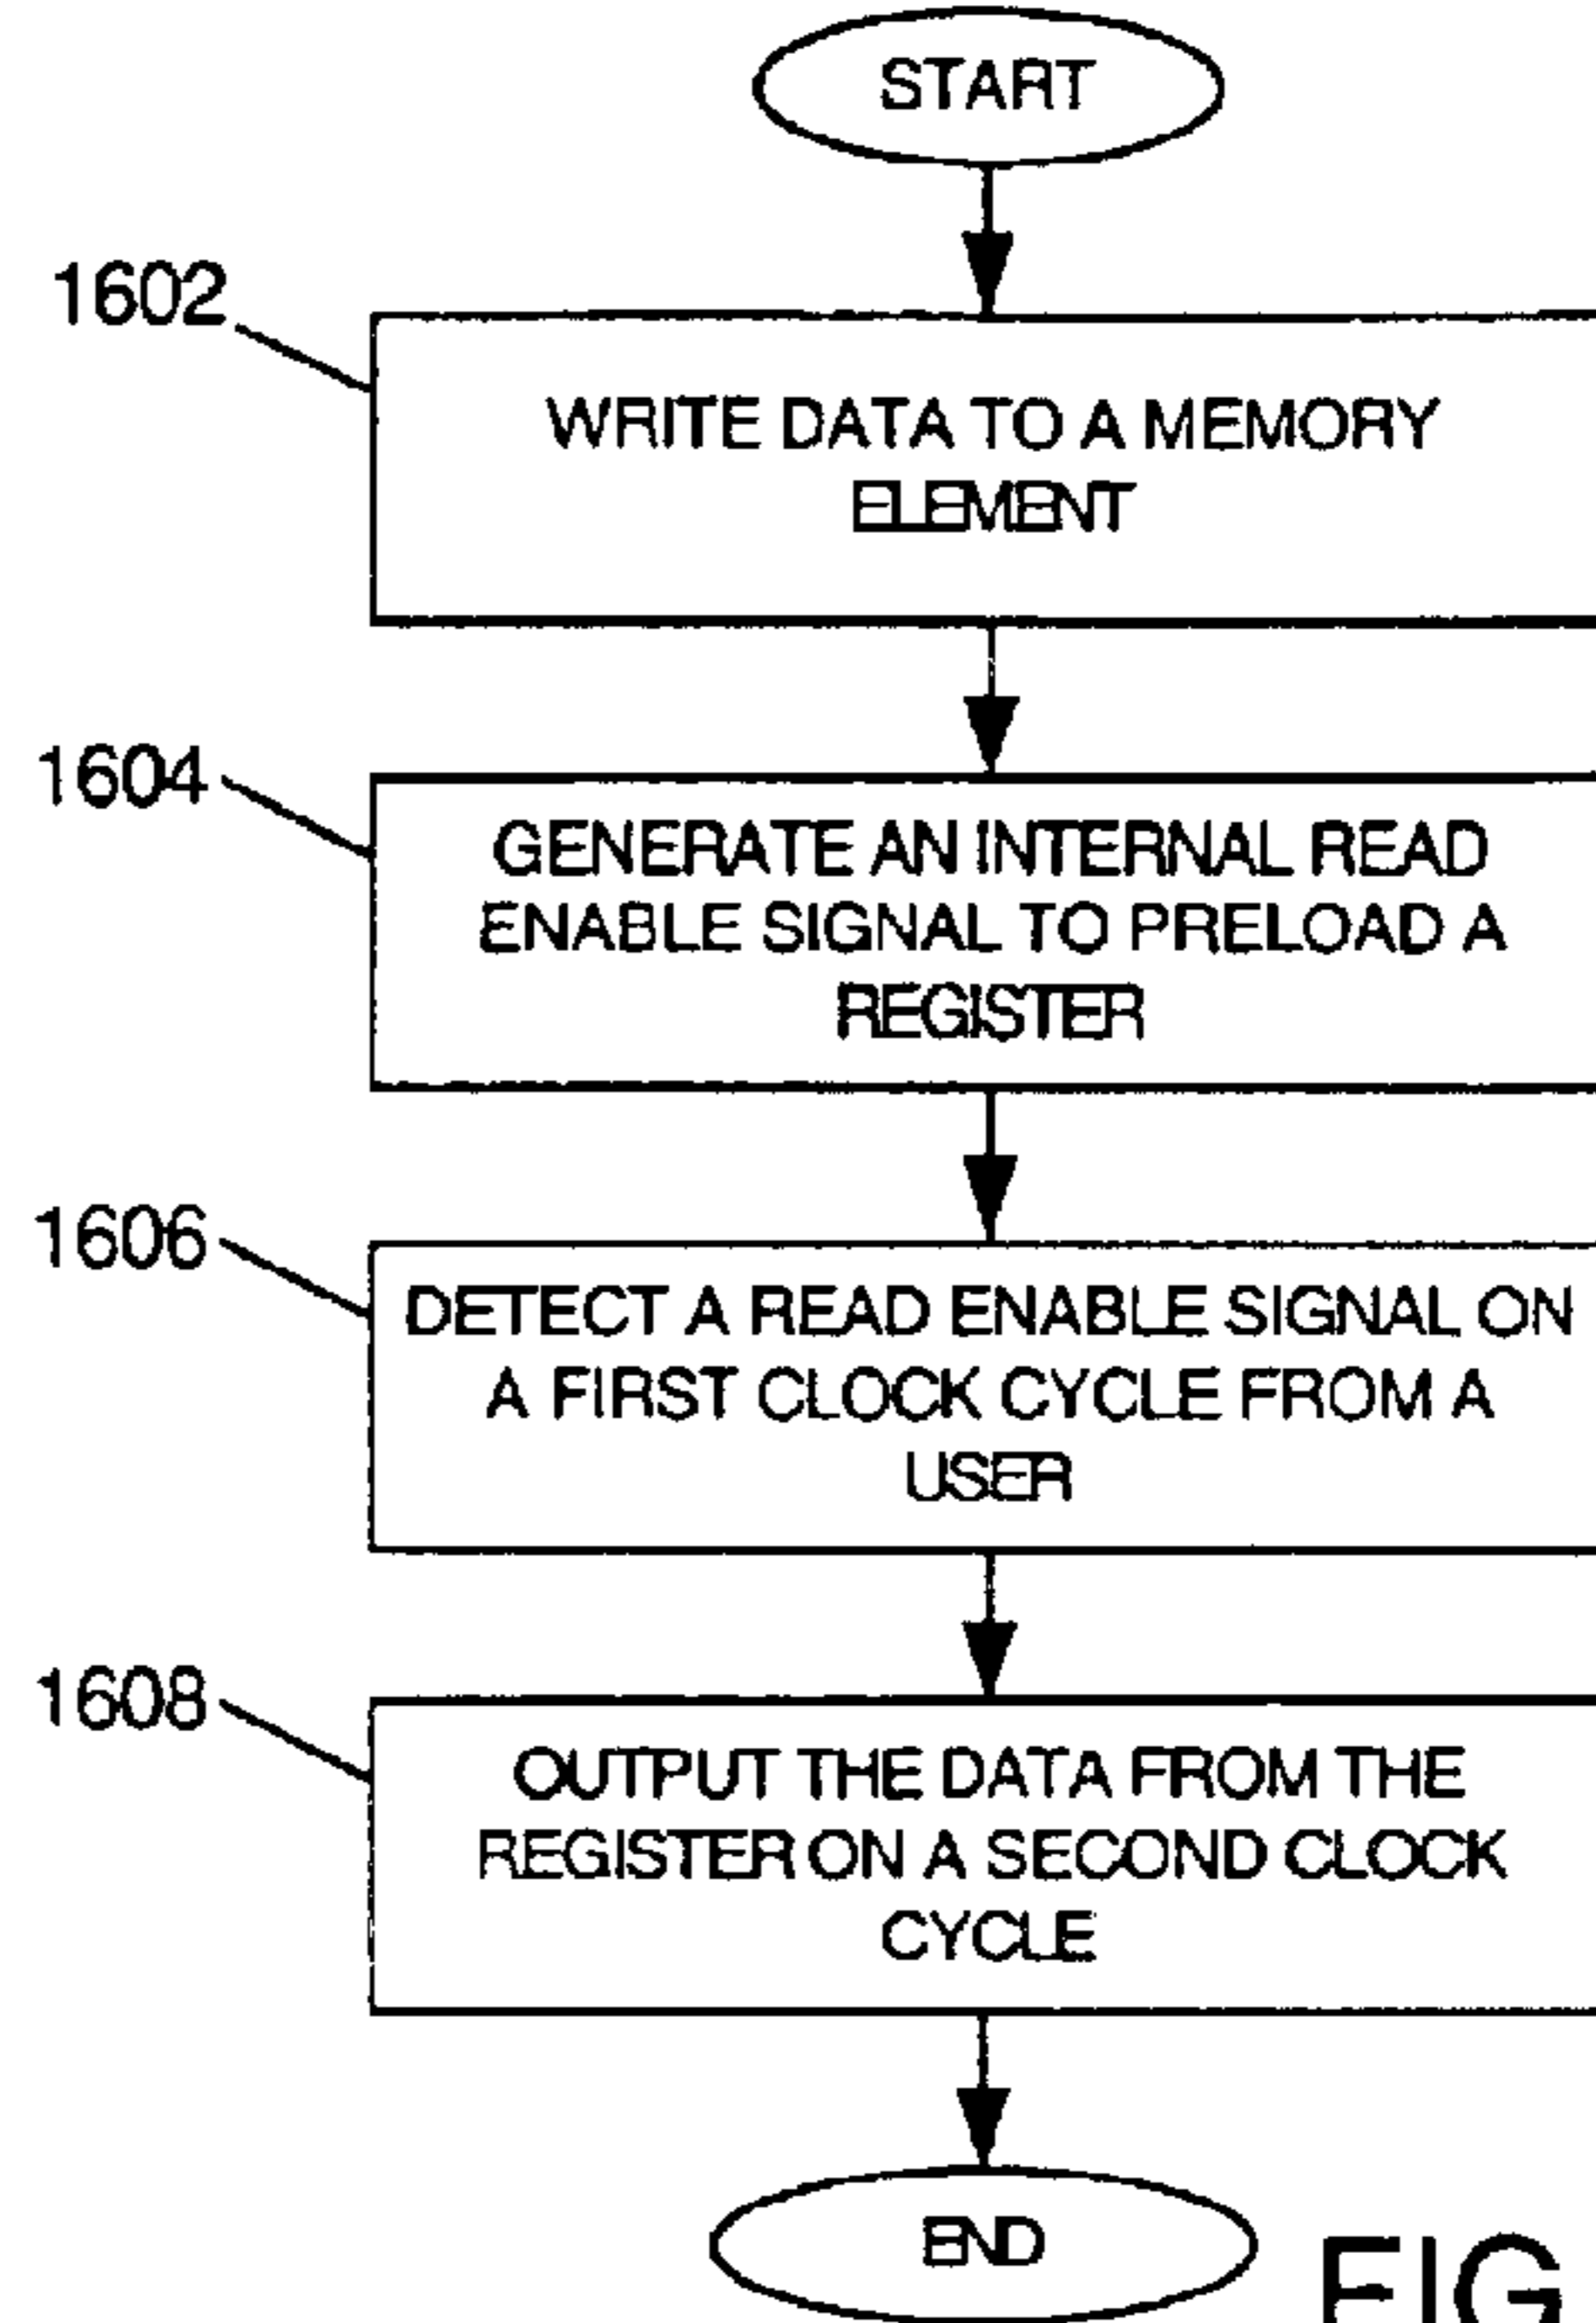 START
1602
WRITE DATA TO A MEMORY
ELEMENT
1604
GENERATE AN INTERNAL READ
ENABLE SIGNAL TO PRELOAD A
REGISTER
1606
DETECT A READ ENABLE SIGNAL ON
A FIRST CLOCK CYCLE FROM A
USER
1608
OUTPUT THE DATA FROM THE
REGISTER ON A SECOND CLOCK
CYCLE
END
FIG